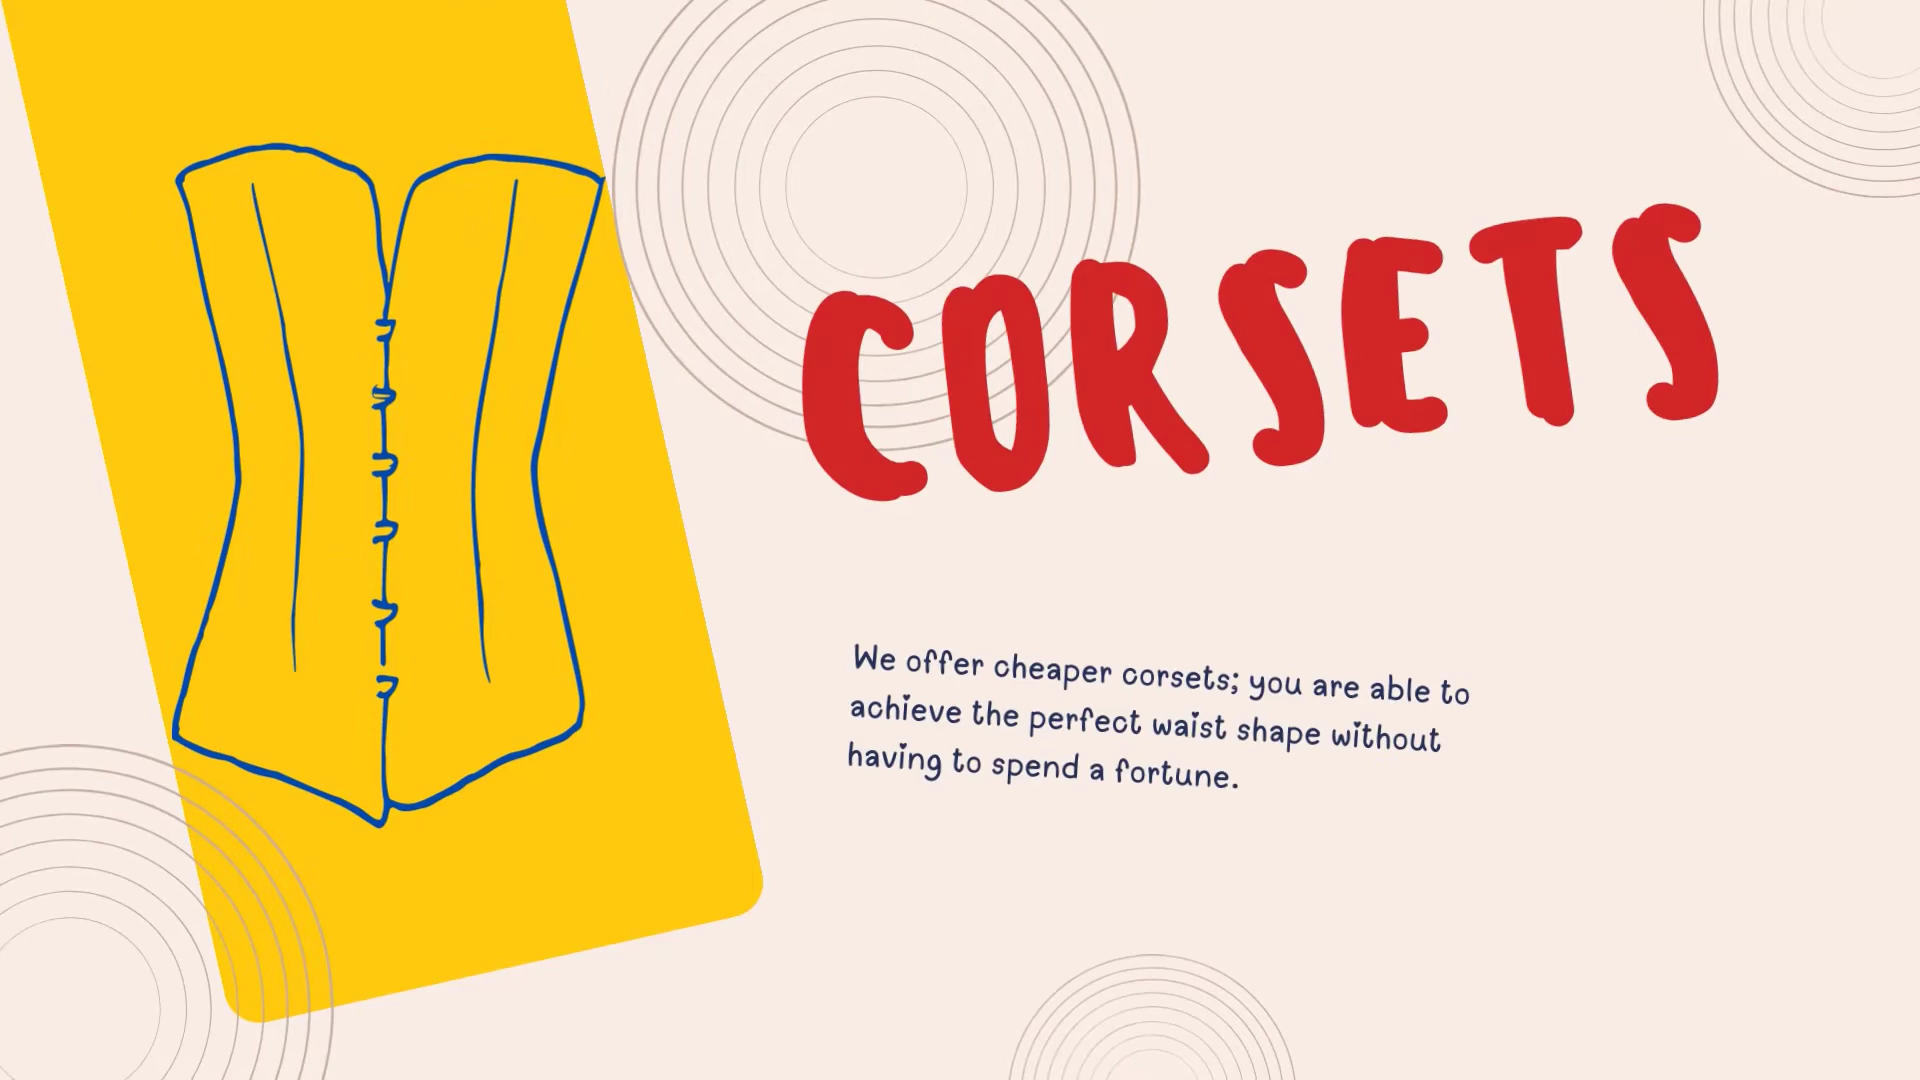 CORSETS
We offer cheaper corsets; you are able to
achieve the perfect waist shape without
having to spend a fortune.